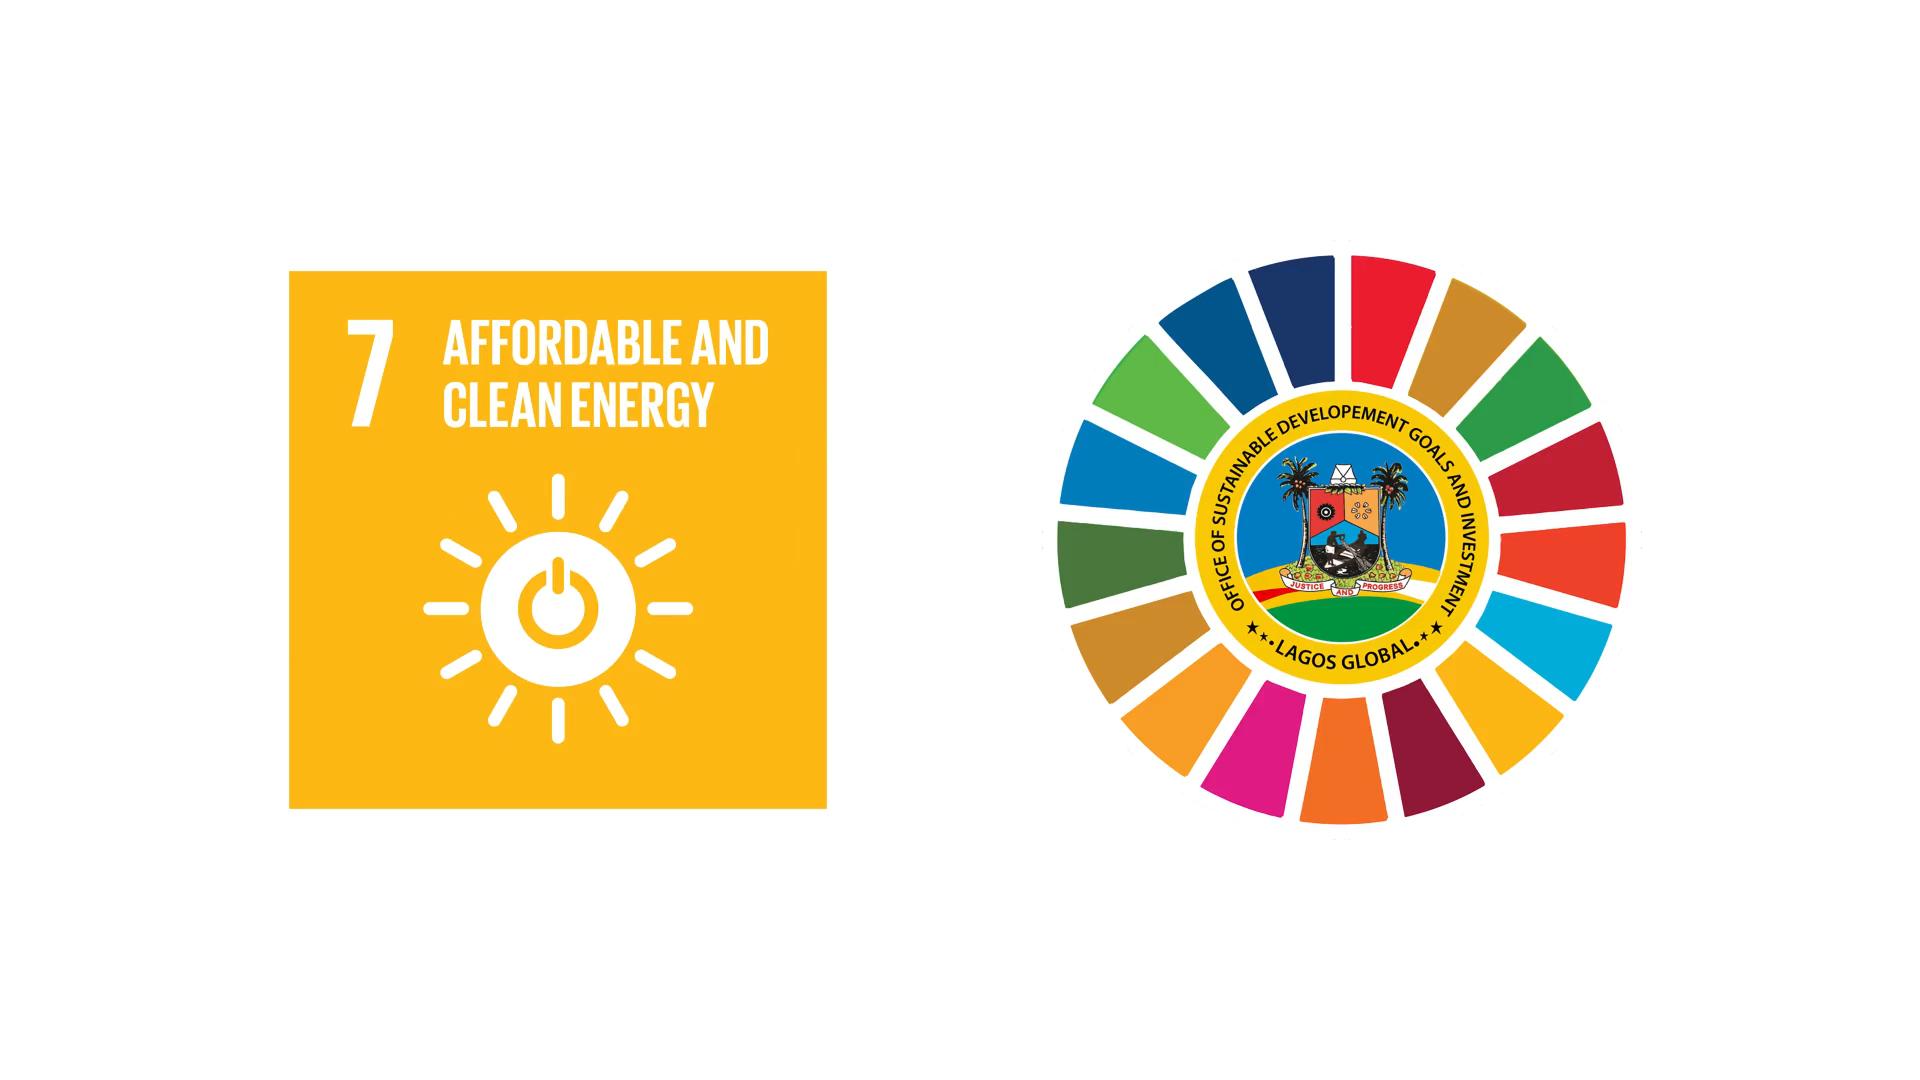 7
AFFORDABLE AND
CLEAN ENERGY
OFFICE OF SUSTAINABLE DEVELOPEMENT GOALS AND INVESTMENT
JUSTICE AND PROGRESS
LAGOS GLOBAL